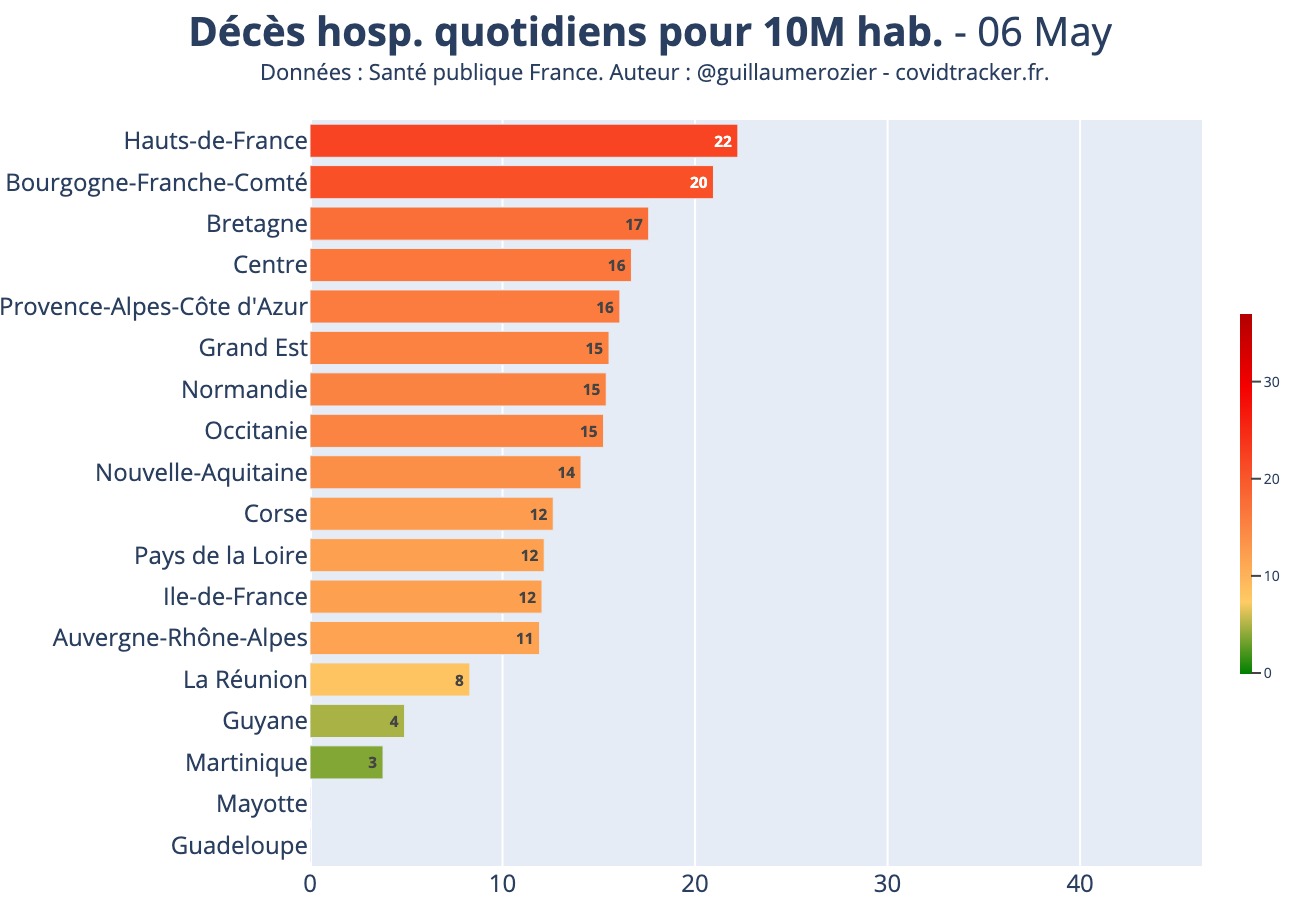 Décès hosp. quotidiens pour 10M hab. - 06 May
Données : Santé publique France. Auteur : @guillaumerozier - covidtracker.fr.
Hauts-de-France 22
Bourgogne-Franche-Comté 20
Bretagne 17
Centre 16
Provence-Alpes-Côte d'Azur 16
Grand Est 15
Normandie 15
Occitanie 15
Nouvelle-Aquitaine 14
Corse 12
Pays de la Loire 12
Ile-de-France 12
Auvergne-Rhône-Alpes 11
La Réunion 8
Guyane 4
Martinique 3
Mayotte
Guadeloupe
0 10 20 30 40
30
20
10
0